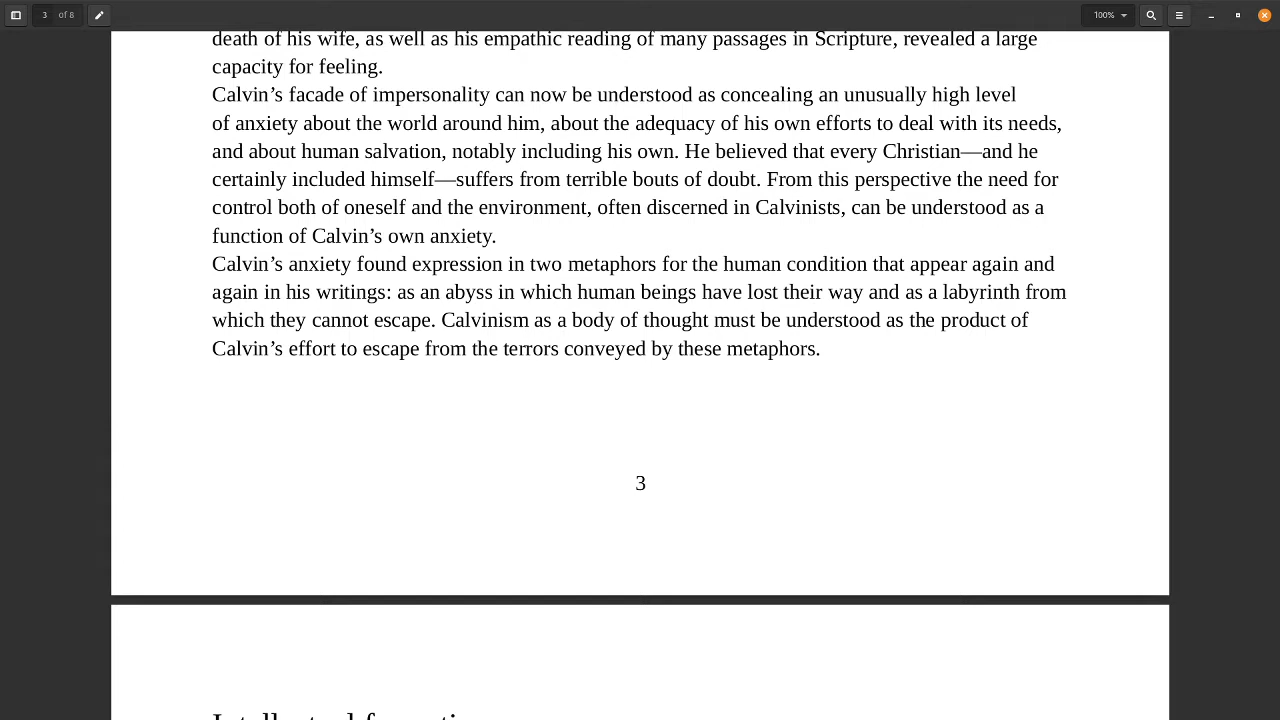 3 of 8
100%
death of his wife, as well as his empathic reading of many passages in Scripture, revealed a large
capacity for feeling.
Calvin’s facade of impersonality can now be understood as concealing an unusually high level
of anxiety about the world around him, about the adequacy of his own efforts to deal with its needs,
and about human salvation, notably including his own. He believed that every Christian—and he
certainly included himself—suffers from terrible bouts of doubt. From this perspective the need for
control both of oneself and the environment, often discerned in Calvinists, can be understood as a
function of Calvin’s own anxiety.
Calvin’s anxiety found expression in two metaphors for the human condition that appear again and
again in his writings: as an abyss in which human beings have lost their way and as a labyrinth from
which they cannot escape. Calvinism as a body of thought must be understood as the product of
Calvin’s effort to escape from the terrors conveyed by these metaphors.
3